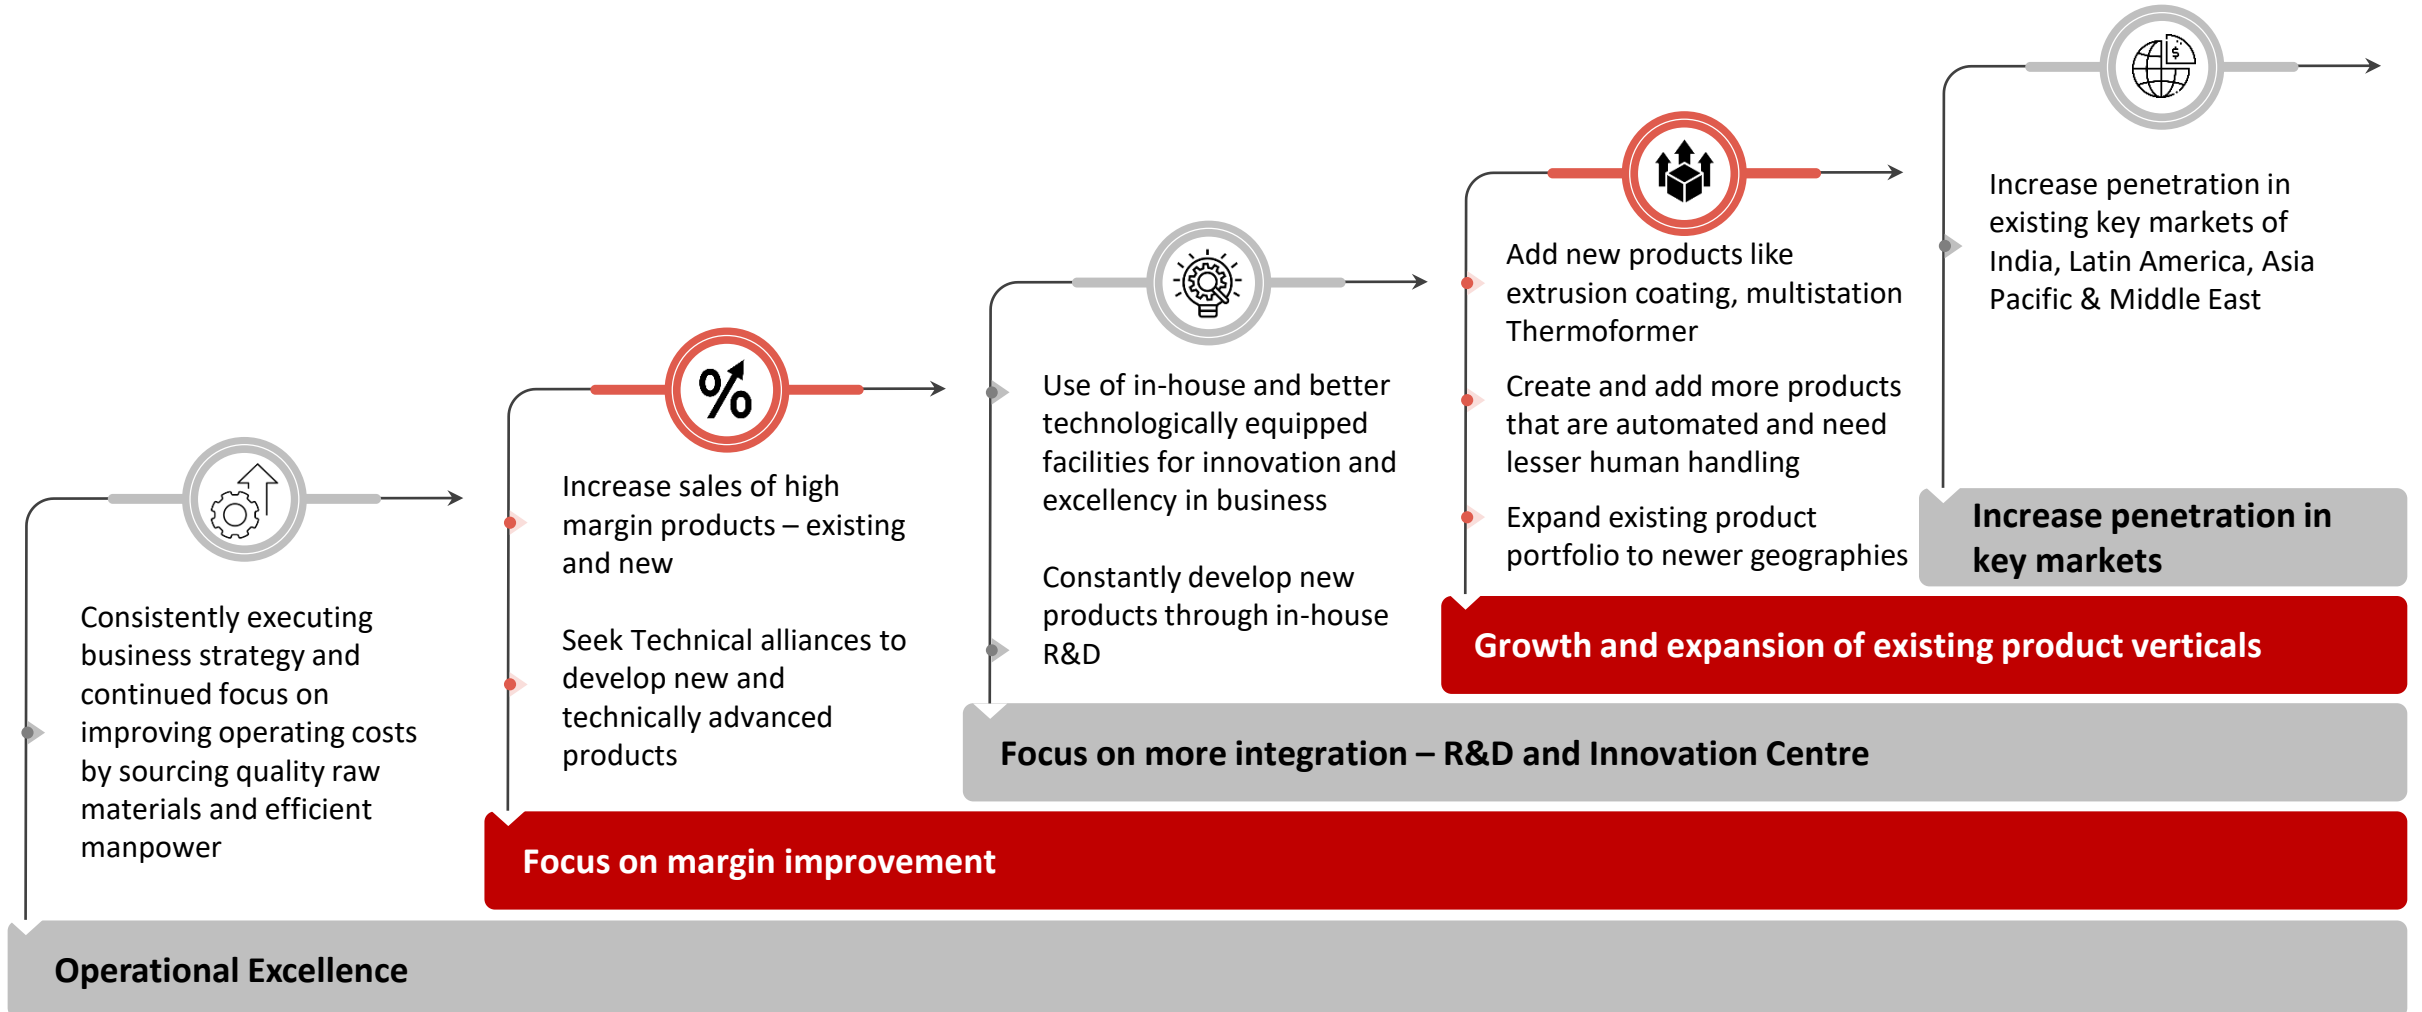 Consistently executing
business strategy and
continued focus on
improving operating costs
by sourcing quality raw
materials and efficient
manpower
Operational Excellence
%
Increase sales of high
margin products – existing
and new
Seek Technical alliances to
develop new and
technically advanced
products
Focus on margin improvement
Use of in-house and better
technologically equipped
facilities for innovation and
excellency in business
Constantly develop new
products through in-house
R&D
Focus on more integration – R&D and Innovation Centre
Add new products like
extrusion coating, multistation
Thermoformer
Create and add more products
that are automated and need
lesser human handling
Expand existing product
portfolio to newer geographies
Growth and expansion of existing product verticals
$
Increase penetration in
existing key markets of
India, Latin America, Asia
Pacific & Middle East
Increase penetration in
key markets